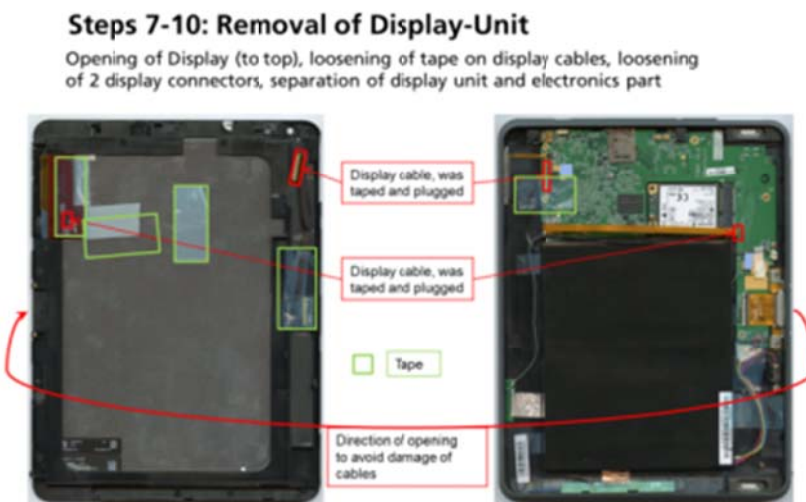 Steps 7-10: Removal of Display-Unit
Opening of Display (to top), loosening of tape on display cables, loosening
of 2 display connectors, separation of display unit and electronics part
Display cable, was
taped and plugged
Display cable, was
taped and plugged
Tape
Direction of opening
to avoid damage of
cables